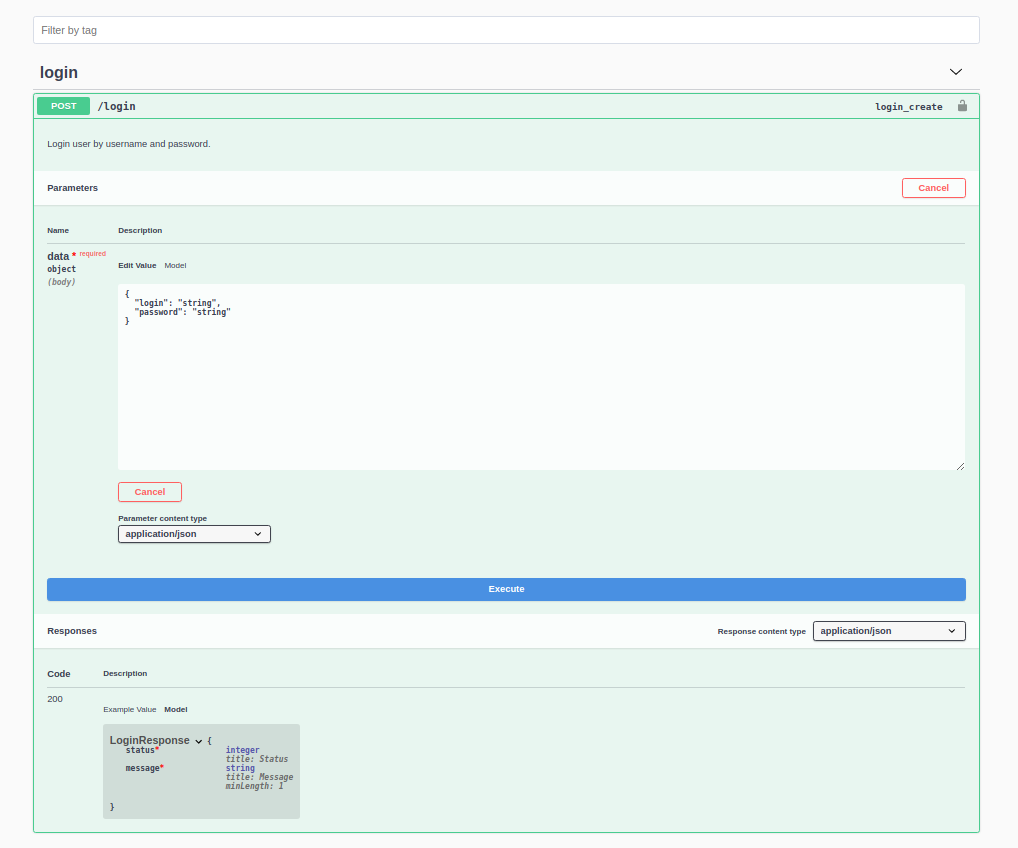 Filter by tag
login
POST /login login_create
Login user by username and password.
Parameters Cancel
Name Description
data * required
object
(body)
Edit Value Model
{
"login": "string",
"password": "string"
}
Cancel
Parameter content type
application/json
Execute
Responses Response content type application/json
Code Description
200
Example Value Model
LoginResponse {
status* integer
title: Status
message* string
title: Message
minLength: 1
}